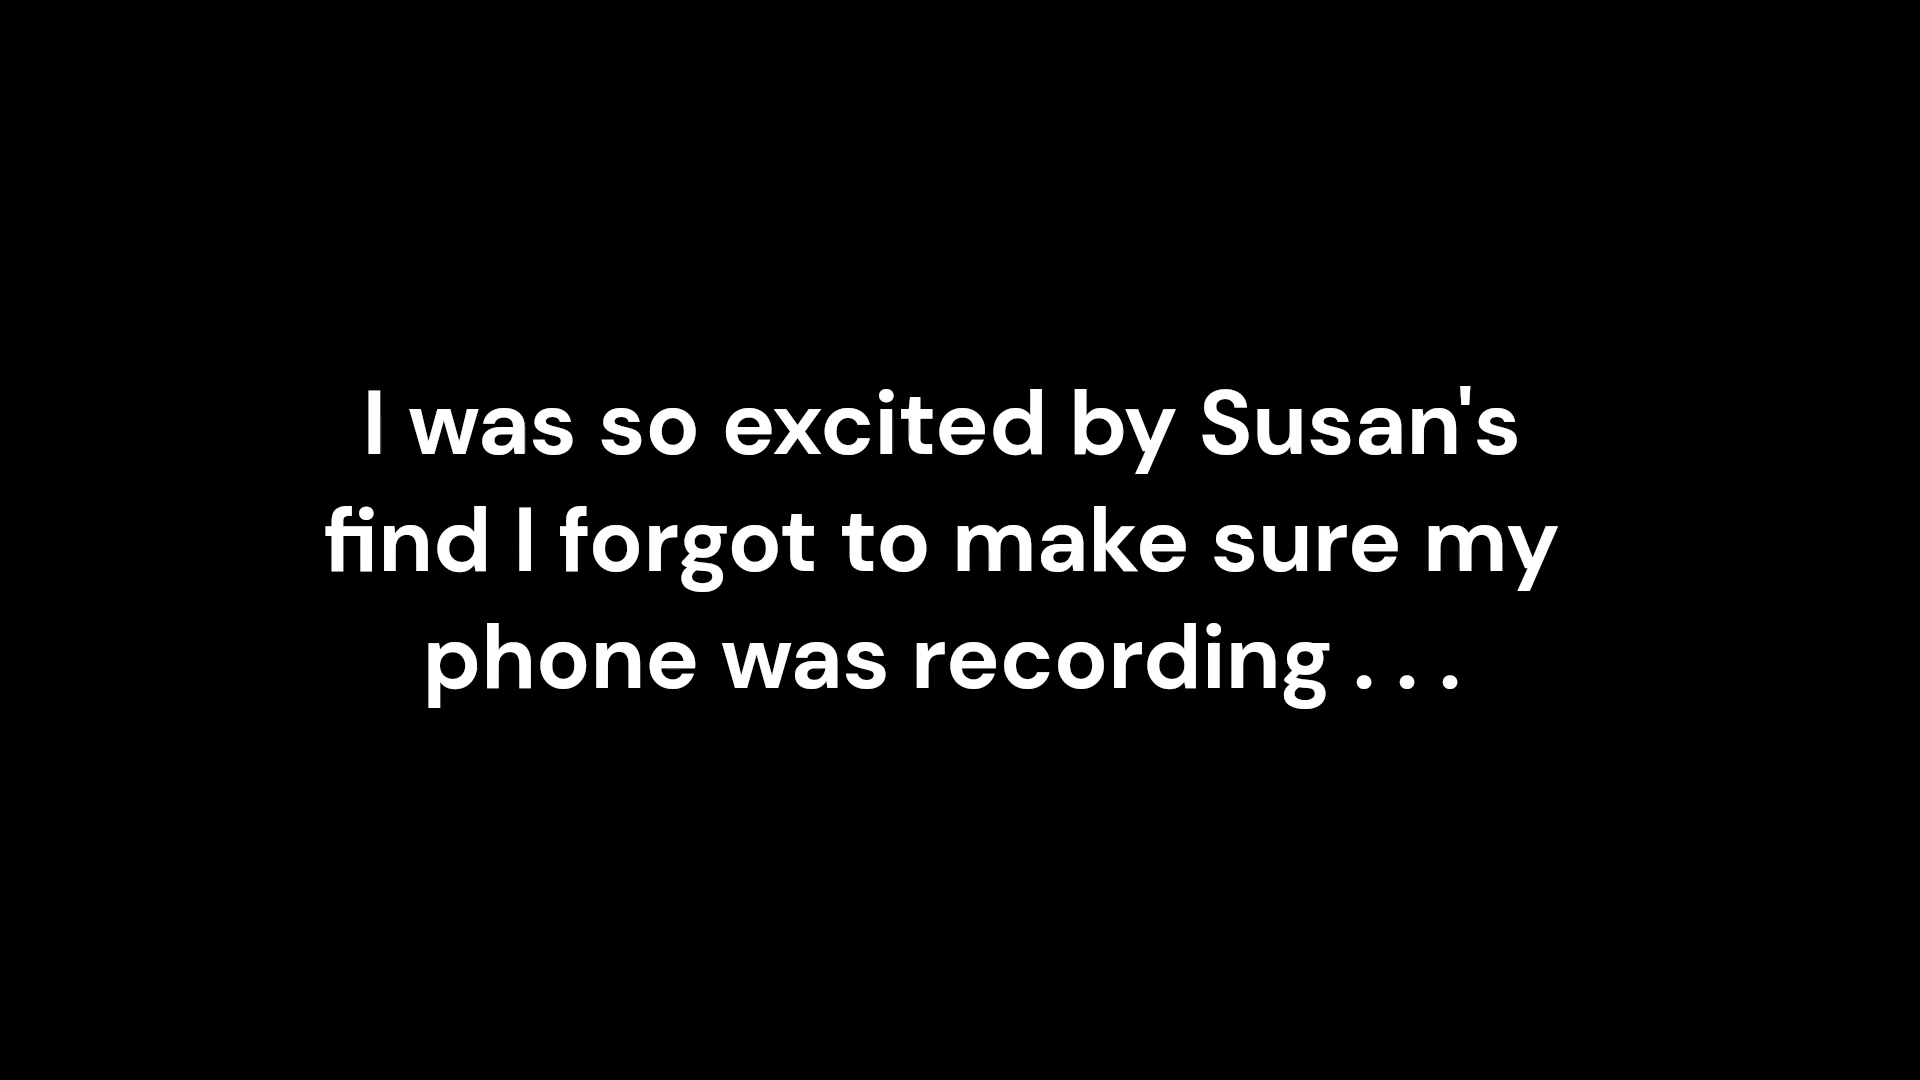 I was so excited by Susan's
find I forgot to make sure my
phone was recording . . .